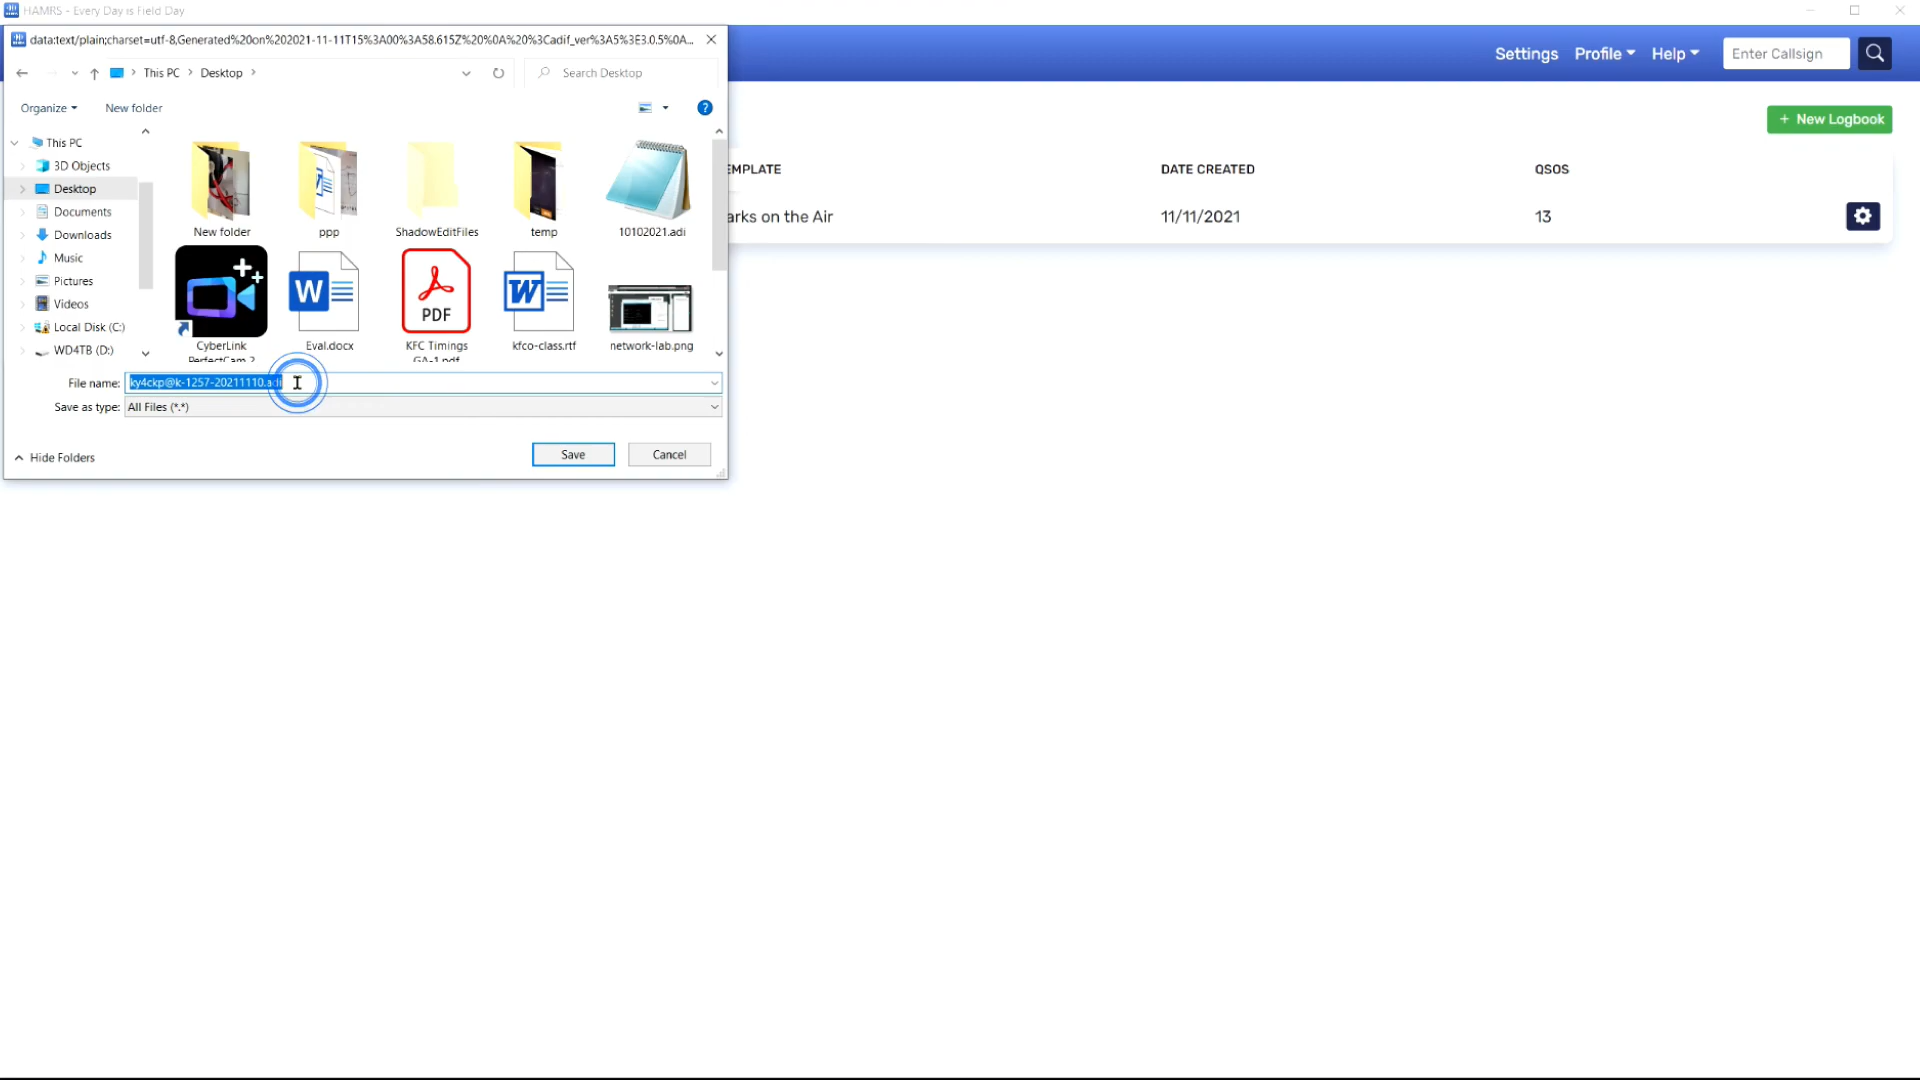 HAMRS - Every Day is Field Day
data:text/plain;charset=utf-8,Generated%20on%202021-11-11T15%3A00%3A58.615Z%20%0A%20%3Cadif_ver%3A5%3E3.0.5%0A...
Settings Profile Help Enter Callsign
This PC Desktop Search Desktop
Organize New folder
+ New Logbook
This PC
3D Objects
Desktop
Documents
Downloads
Music
Pictures
Videos
Local Disk (C:)
WD4TB (D:)
New folder ppp ShadowEditFiles temp 10102021.adi
W PDF W
CyberLink Eval.docx KFC Timings kfco-class.rtf network-lab.png
PerfectCam 2 GA-1.pdf
EMPLATE DATE CREATED QSOS
arks on the Air 11/11/2021 13
File name: ky4ckp@k-1257-20211110.adi
Save as type: All Files (*.*)
Hide Folders Save Cancel